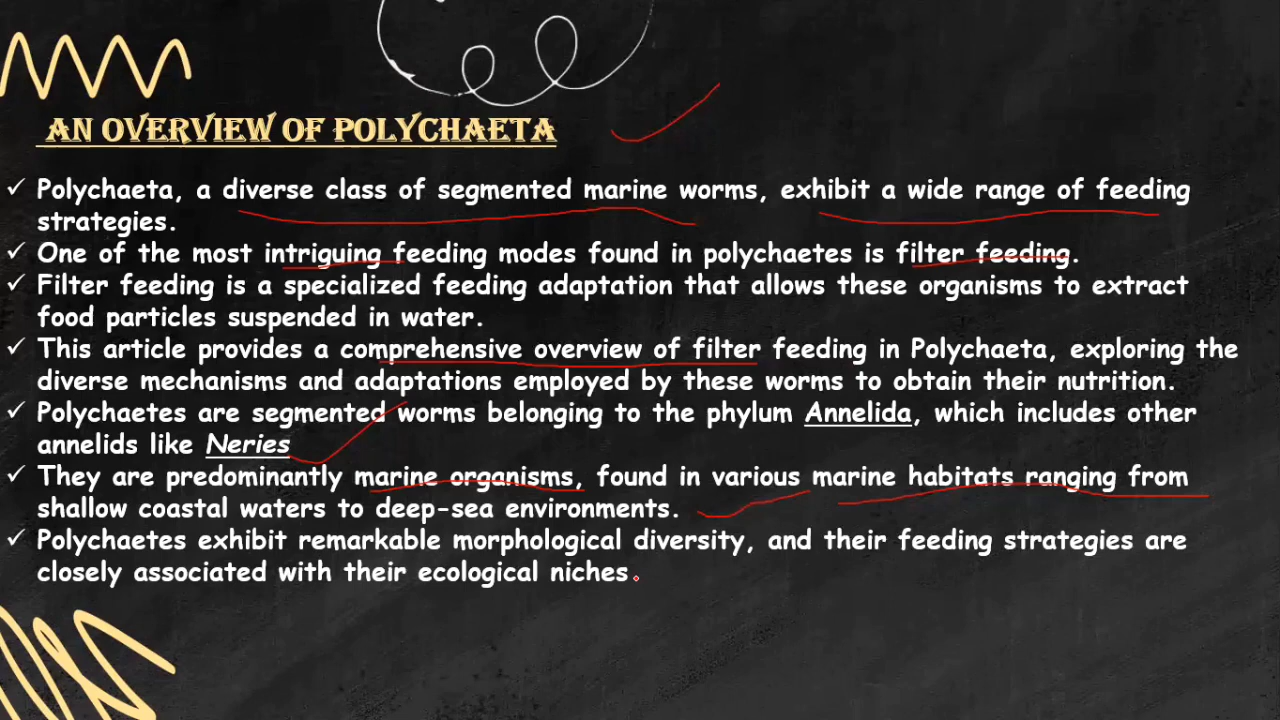 AN OVERVIEW OF POLYCHAETA
✓ Polychaeta, a diverse class of segmented marine worms, exhibit a wide range of feeding
strategies.
✓ One of the most intriguing feeding modes found in polychaetes is filter feeding.
✓ Filter feeding is a specialized feeding adaptation that allows these organisms to extract
food particles suspended in water.
✓ This article provides a comprehensive overview of filter feeding in Polychaeta, exploring the
diverse mechanisms and adaptations employed by these worms to obtain their nutrition.
✓ Polychaetes are segmented worms belonging to the phylum Annelida, which includes other
annelids like Neries
✓ They are predominantly marine organisms, found in various marine habitats ranging from
shallow coastal waters to deep-sea environments.
✓ Polychaetes exhibit remarkable morphological diversity, and their feeding strategies are
closely associated with their ecological niches.